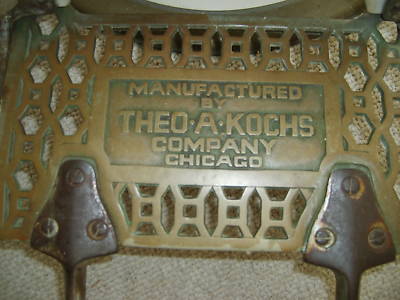 MANUFACTURED
BY
THEO·A·KOCHS
COMPANY
CHICAGO